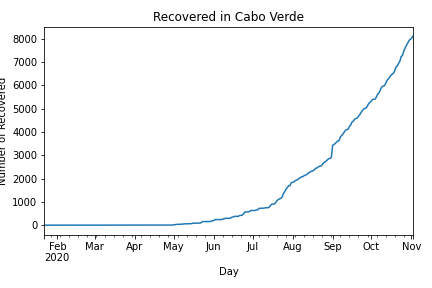 Recovered in Cabo Verde
Number of Recovered
8000
7000
6000
5000
4000
3000
2000
1000
0
Feb Mar Apr May Jun Jul Aug Sep Oct Nov
2020
Day